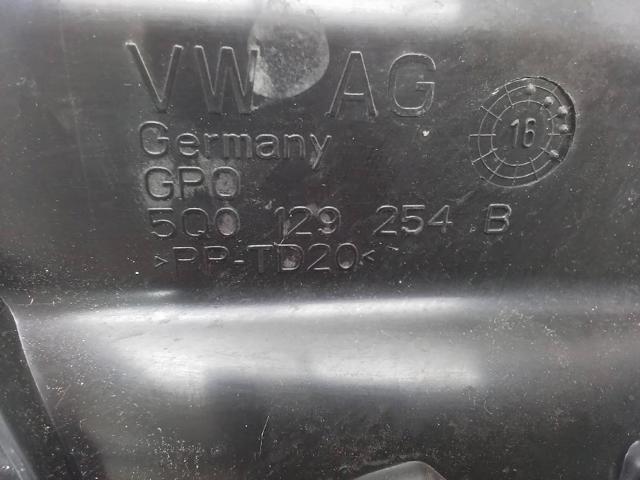 VW AG
16
Germany
GPO
5Q0 129 254 B
>PP-TD20<